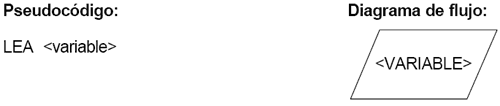 Pseudocódigo:
Diagrama de flujo:
LEA <variable>
<VARIABLE>